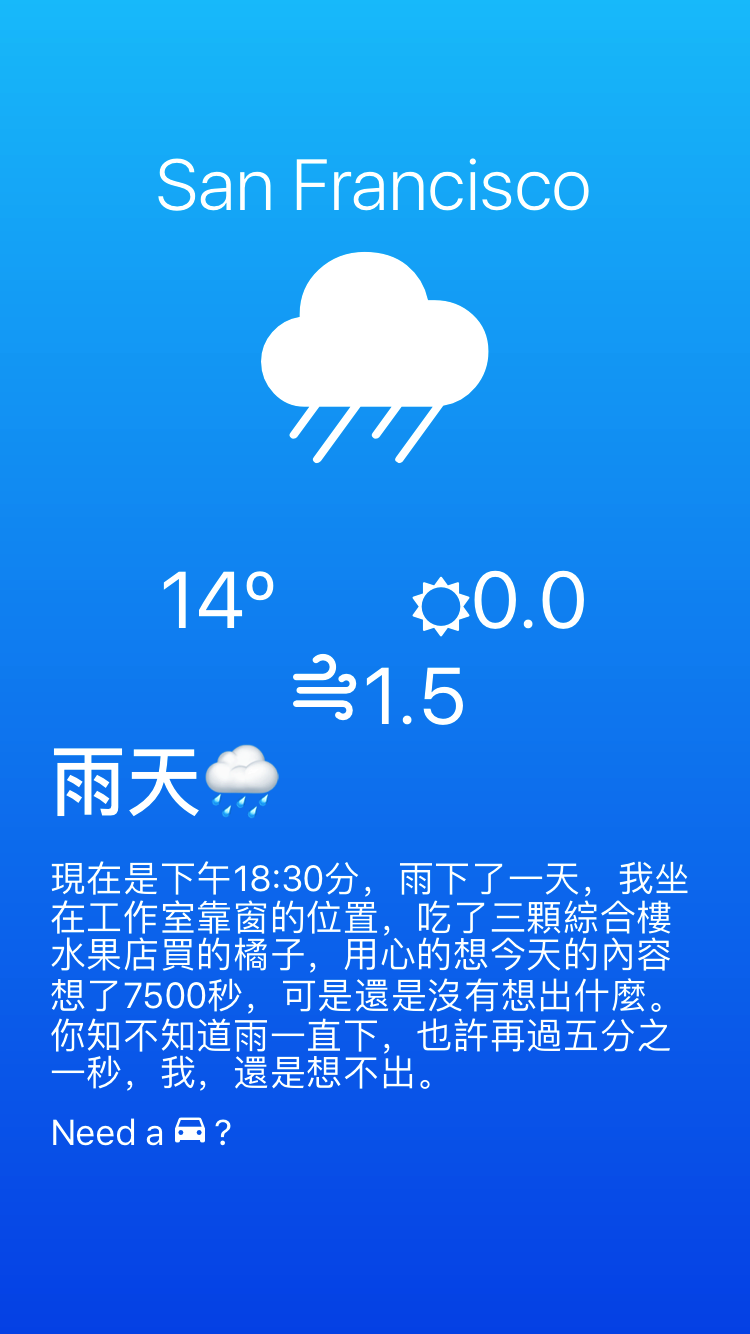 San Francisco
14º 0.0
1.5
雨天🌧
現在是下午18:30分，雨下了一天，我坐
在工作室靠窗的位置，吃了三顆綜合樓
水果店買的橘子，用心的想今天的內容
想了7500秒，可是還是沒有想出什麼。
你知不知道雨一直下，也許再過五分之
一秒，我，還是想不出。
Need a 🚘 ?